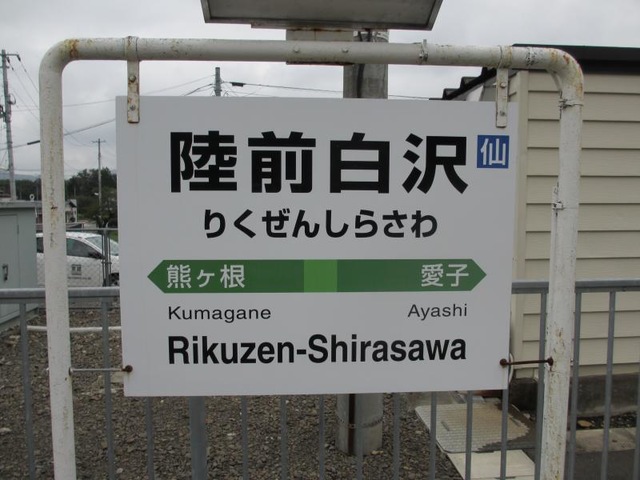 陸前白沢 仙
りくぜんしらさわ
熊ヶ根 愛子
Kumagane Ayashi
Rikuzen-Shirasawa